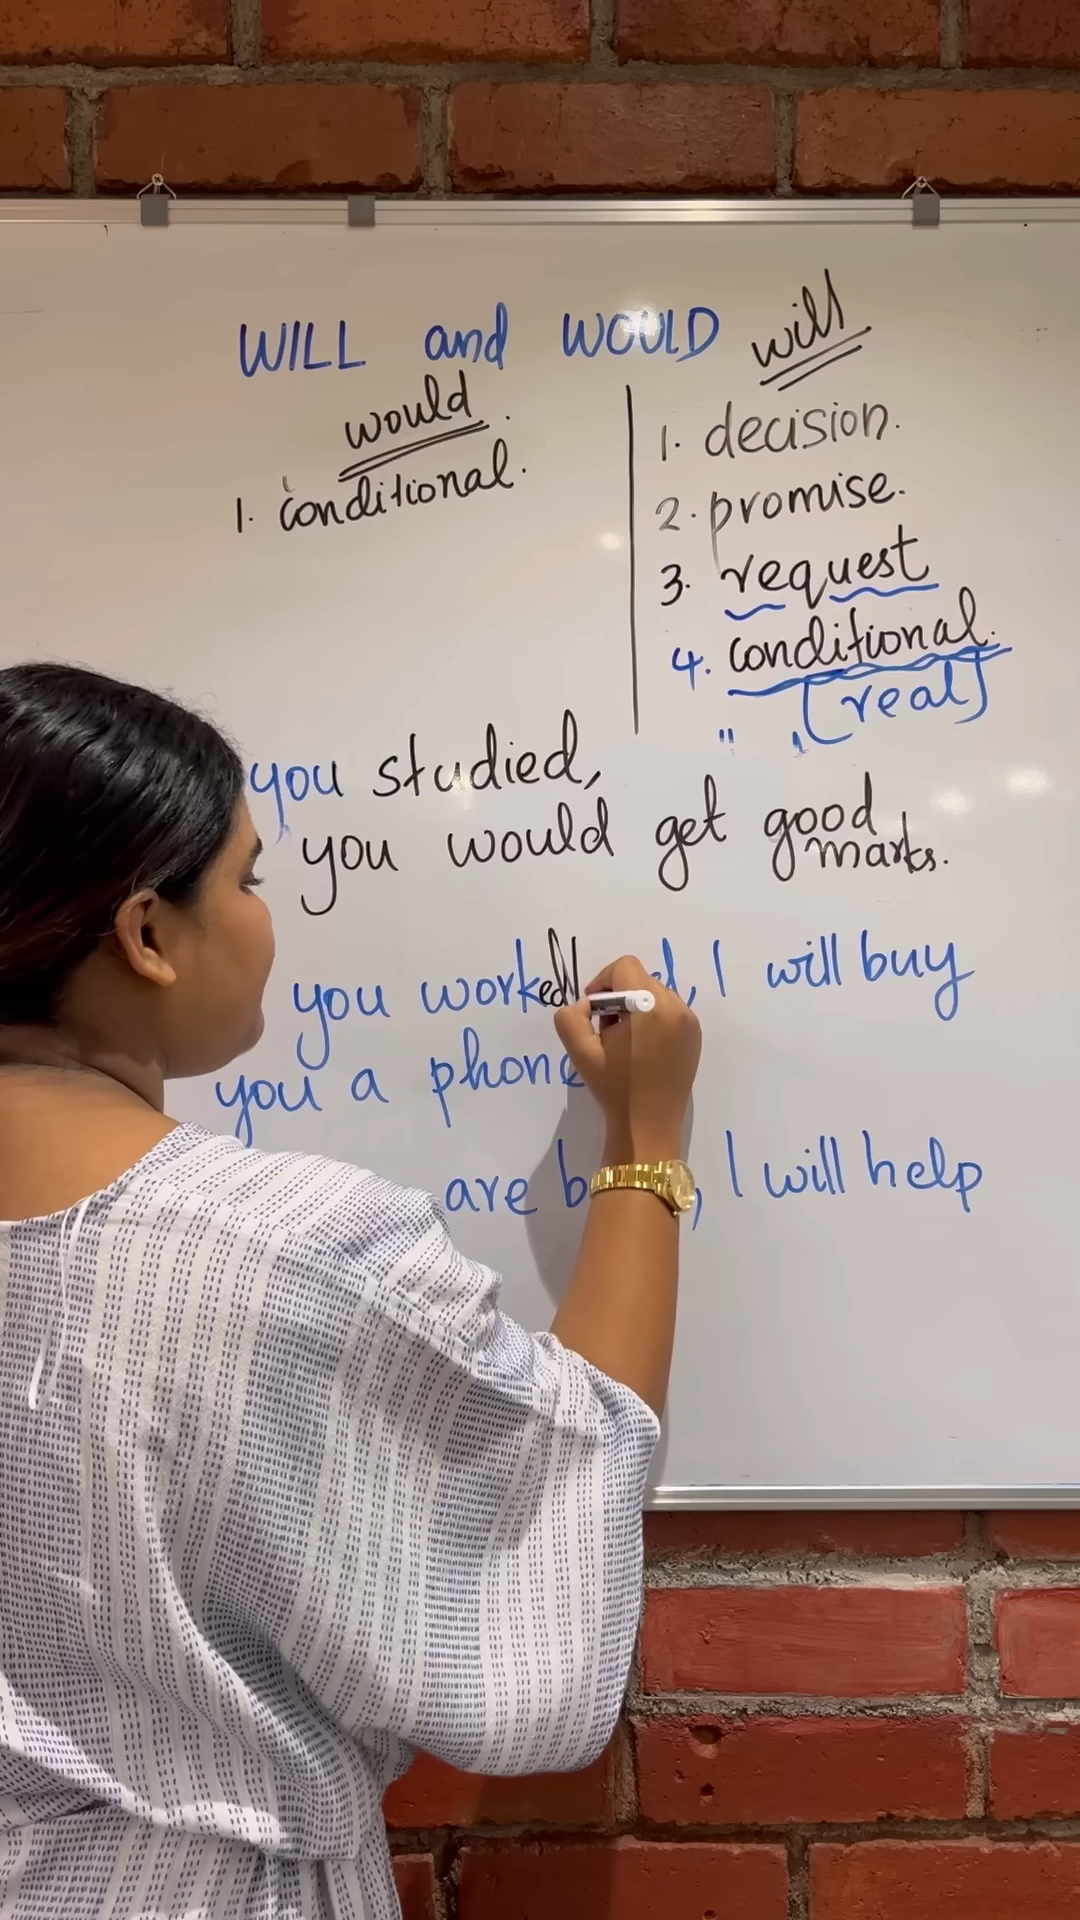 WILL and WOULD
would
1. conditional.
will
1. decision.
2. promise.
3. request
4. conditional.
[real]
" ,
you studied,
you would get good
marks.
you worked , I will buy
you a phone
are , I will help